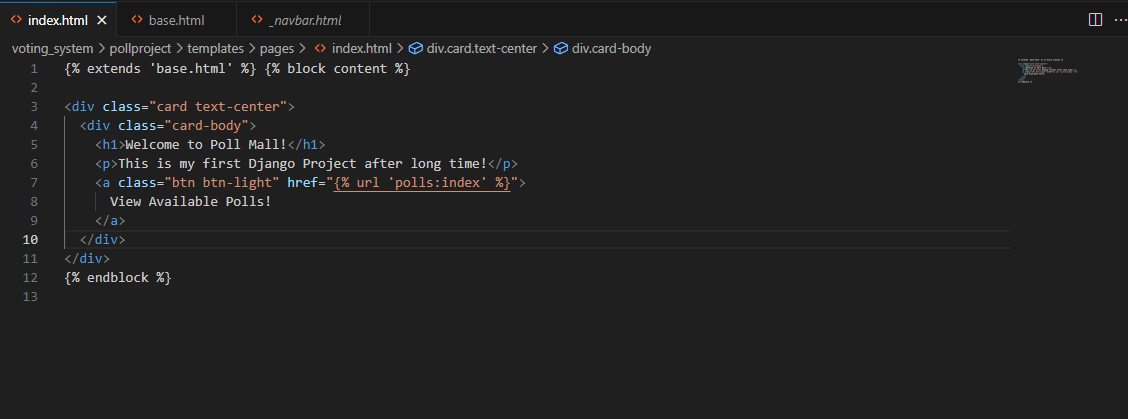 index.html
base.html
_navbar.html
voting_system > pollproject > templates > pages > index.html > div.card.text-center > div.card-body
1 {% extends 'base.html' %} {% block content %}
2
3 <div class="card text-center">
4 <div class="card-body">
5 <h1>Welcome to Poll Mall!</h1>
6 <p>This is my first Django Project after long time!</p>
7 <a class="btn btn-light" href="{% url 'polls:index' %}">
8 View Available Polls!
9 </a>
10 </div>
11 </div>
12 {% endblock %}
13